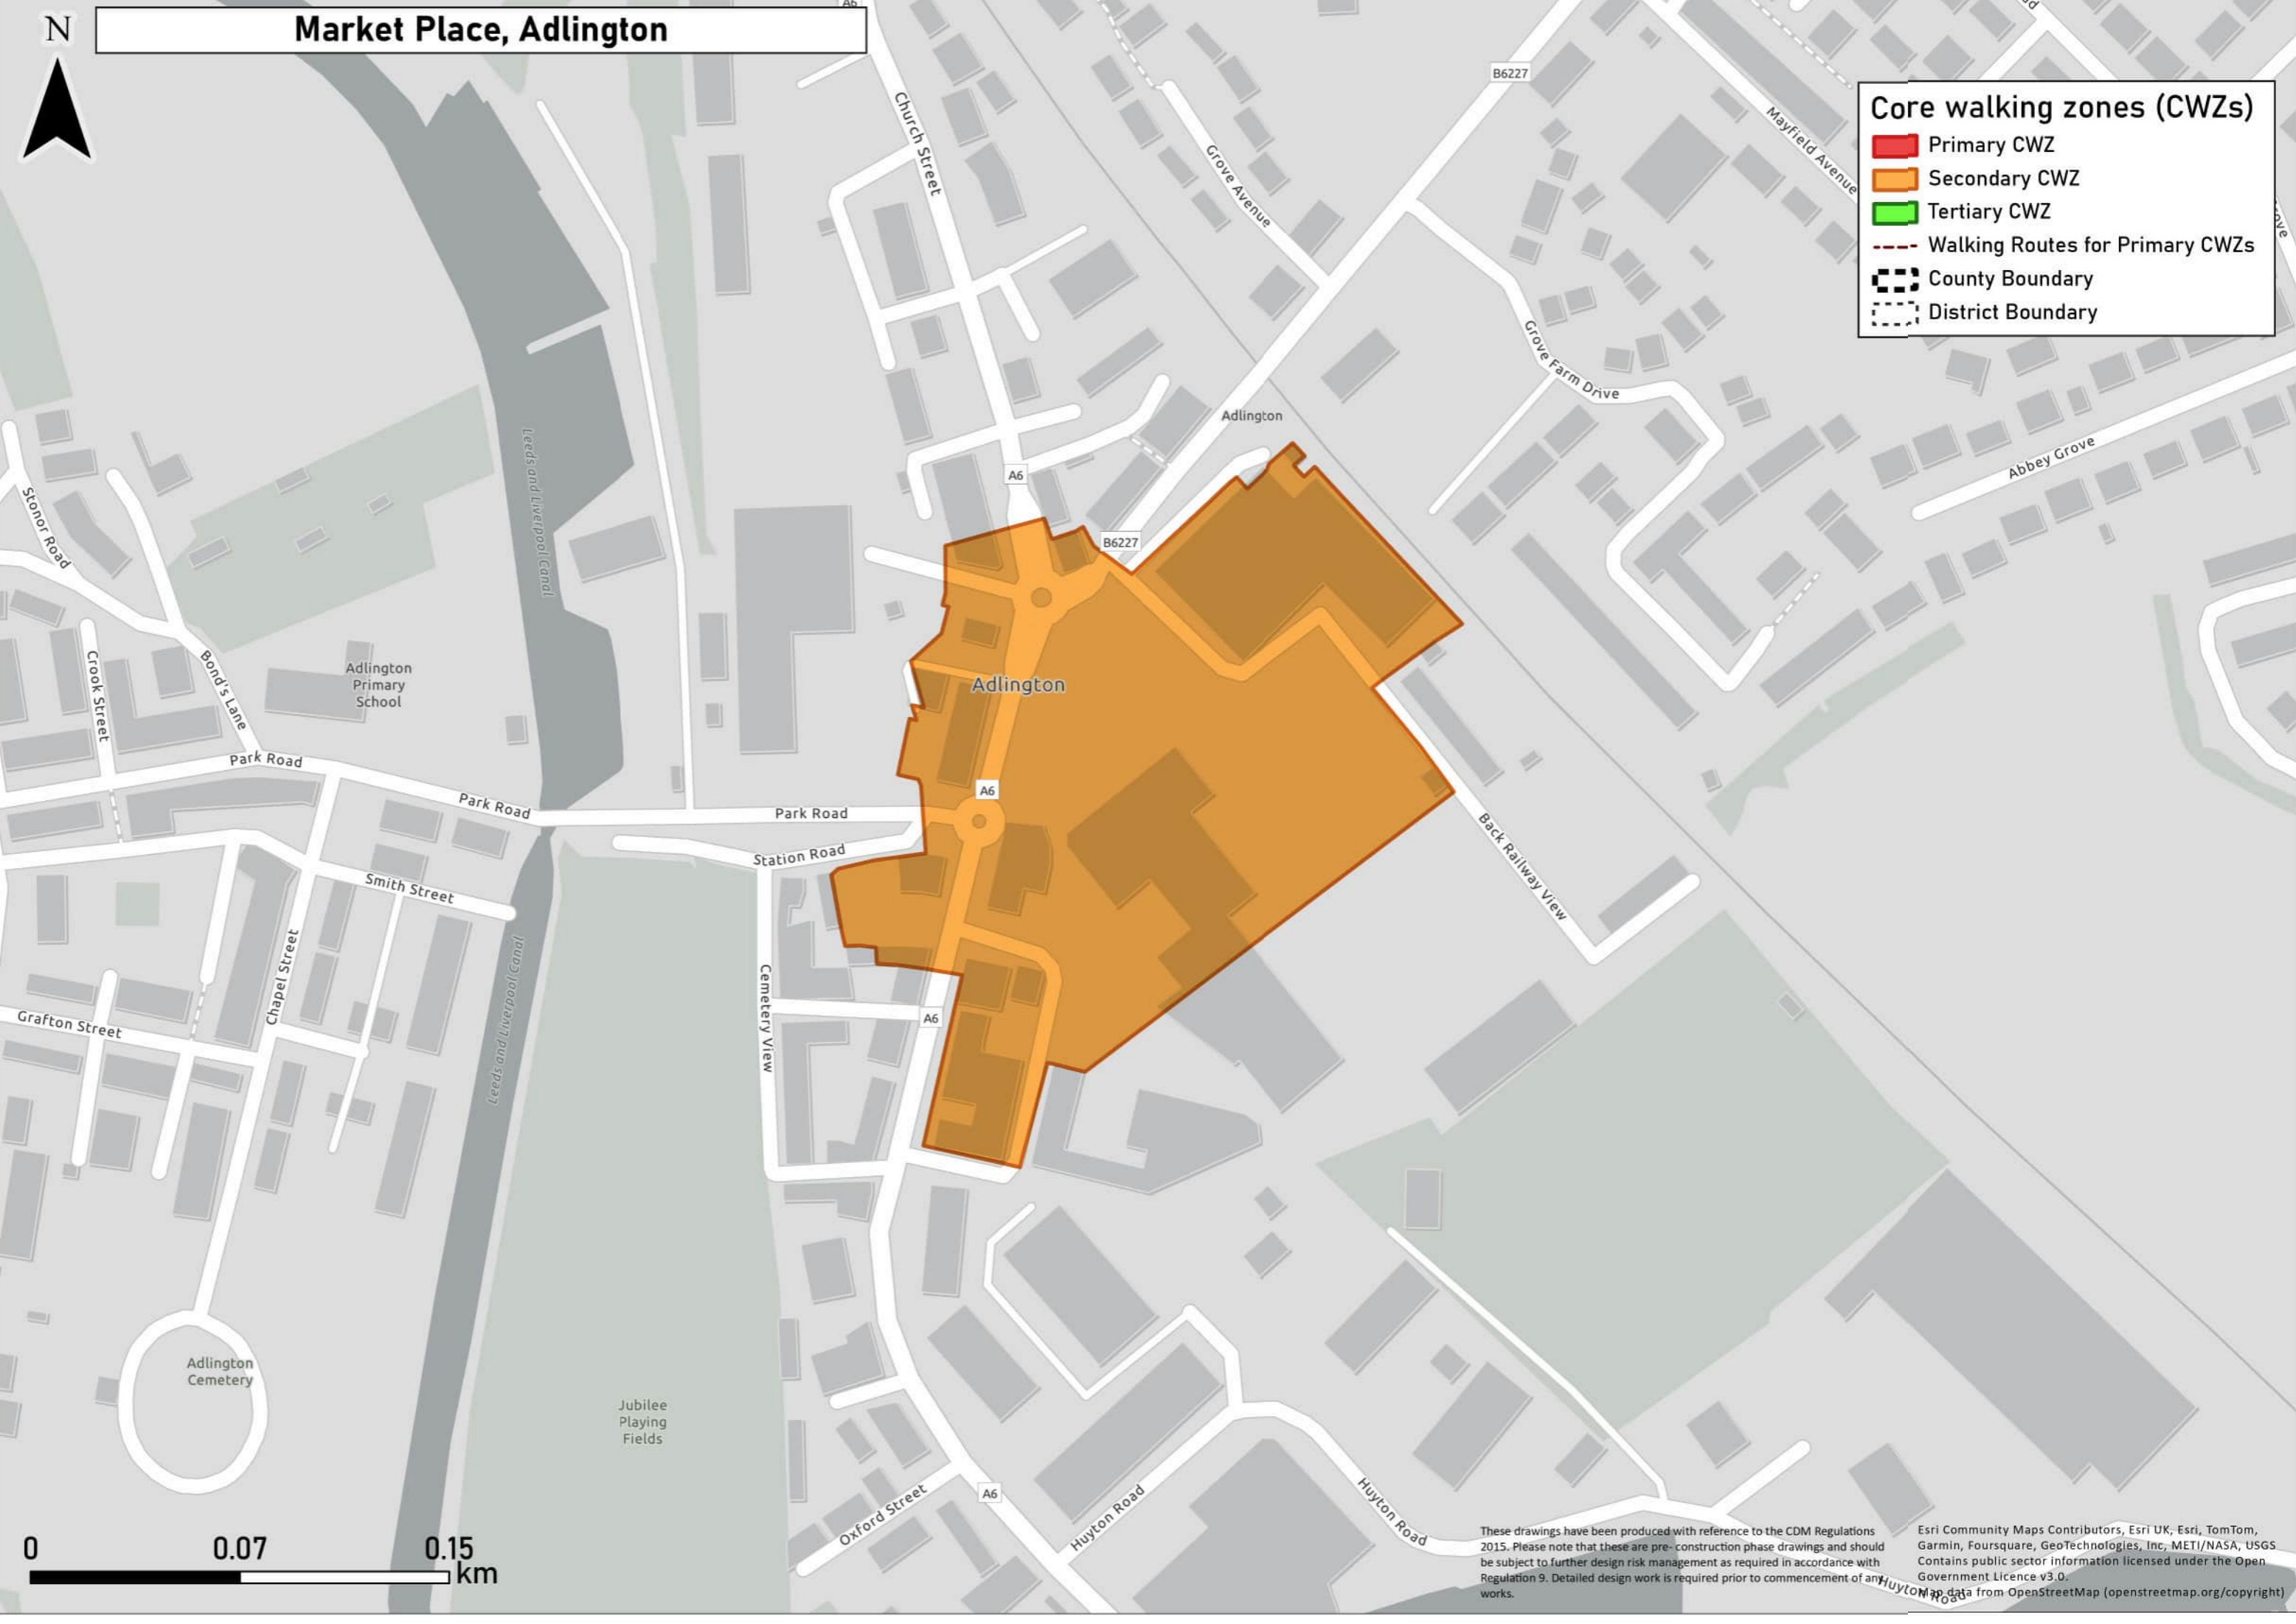 N
Market Place, Adlington
A6
Church Street
Grove Avenue
B6227
Mayfield Avenue
Core walking zones (CWZs)
Primary CWZ
Secondary CWZ
Tertiary CWZ
Walking Routes for Primary CWZs
County Boundary
District Boundary
Grove Farm Drive
Adlington
Abbey Grove
A6
B6227
Leeds and Liverpool Canal
Stonor Road
Crook Street
Bond's Lane
Adlington
Primary
School
Adlington
Park Road
Park Road
Park Road
A6
Station Road
Smith Street
Back Railway View
Chapel Street
Grafton Street
Leeds and Liverpool Canal
Cemetery View
A6
Adlington
Cemetery
Jubilee
Playing
Fields
Oxford Street
A6
Huyton Road
Huyton Road
Huyton Road
0
0.07
0.15
km
These drawings have been produced with reference to the CDM Regulations
2015. Please note that these are pre- construction phase drawings and should
be subject to further design risk management as required in accordance with
Regulation 9. Detailed design work is required prior to commencement of any
works.
Esri Community Maps Contributors, Esri UK, Esri, TomTom,
Garmin, Foursquare, GeoTechnologies, Inc, METI/NASA, USGS
Contains public sector information licensed under the Open
Government Licence v3.0.
Map data from OpenStreetMap (openstreetmap.org/copyright)